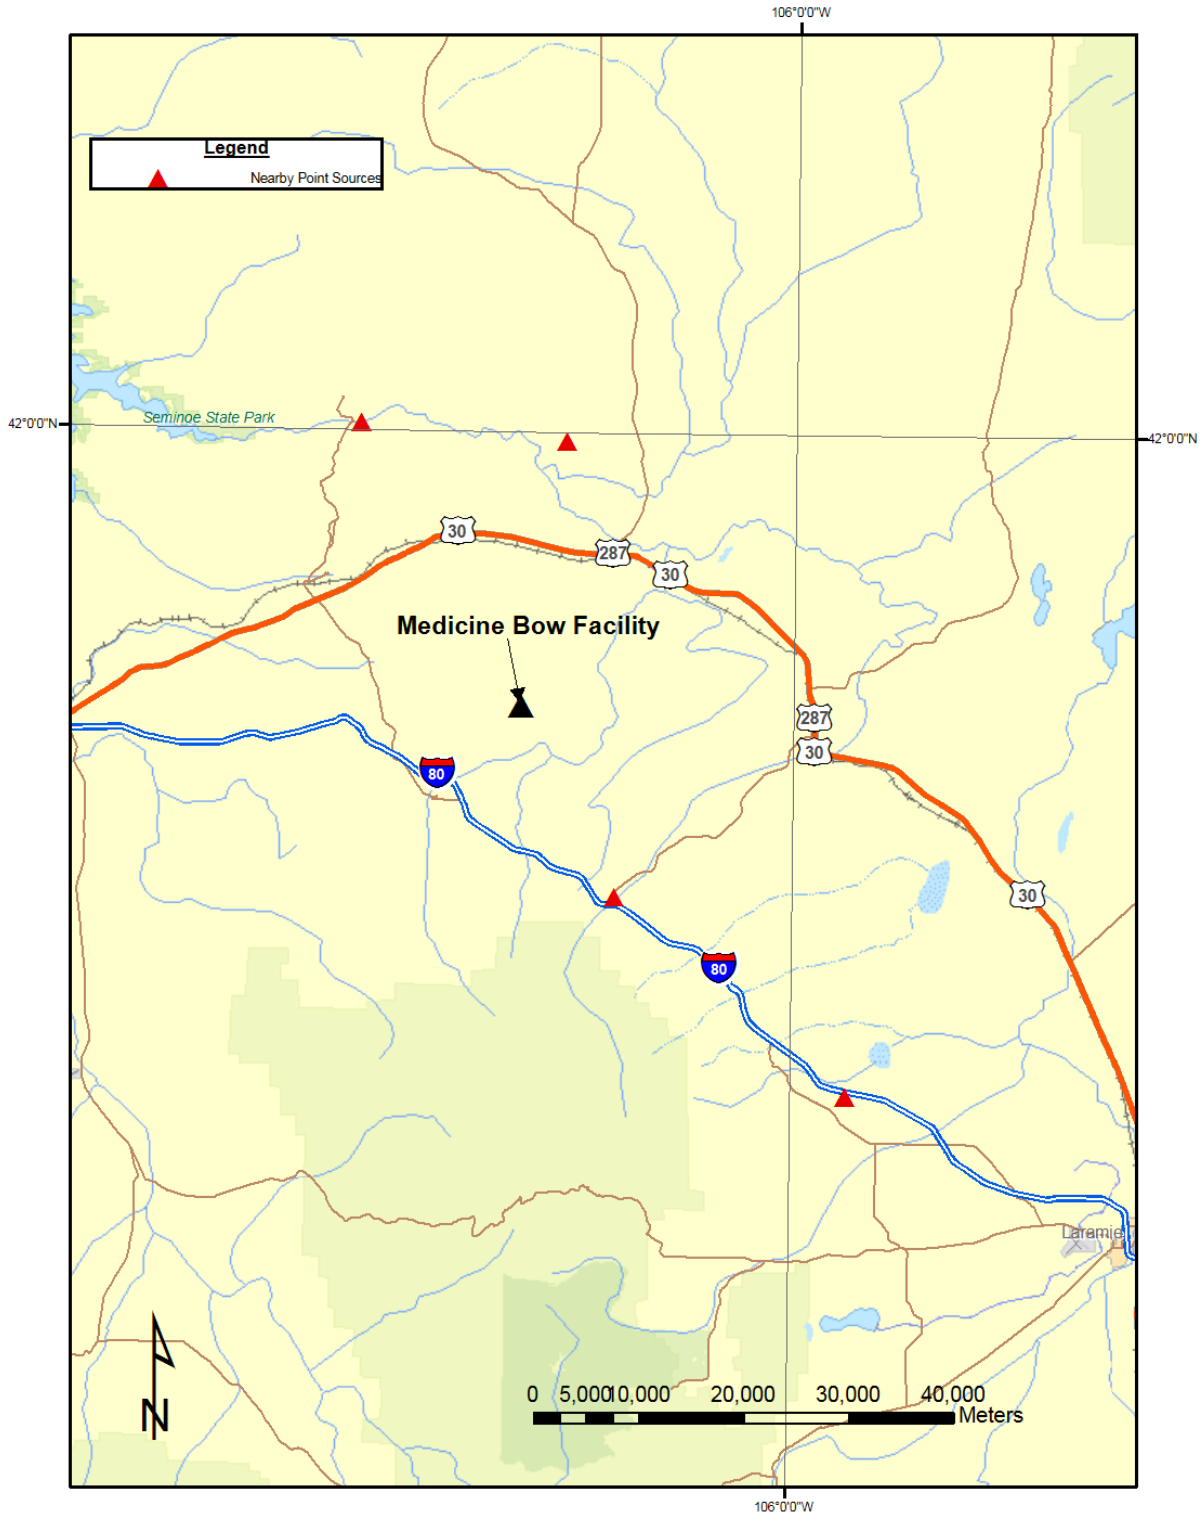 106°0'0"W
Legend
Nearby Point Sources
Seminoe State Park
42°0'0"N
42°0'0"N
30
287
30
Medicine Bow Facility
287
30
80
30
80
Laramie
0 5,000 10,000 20,000 30,000 40,000
Meters
N
106°0'0"W